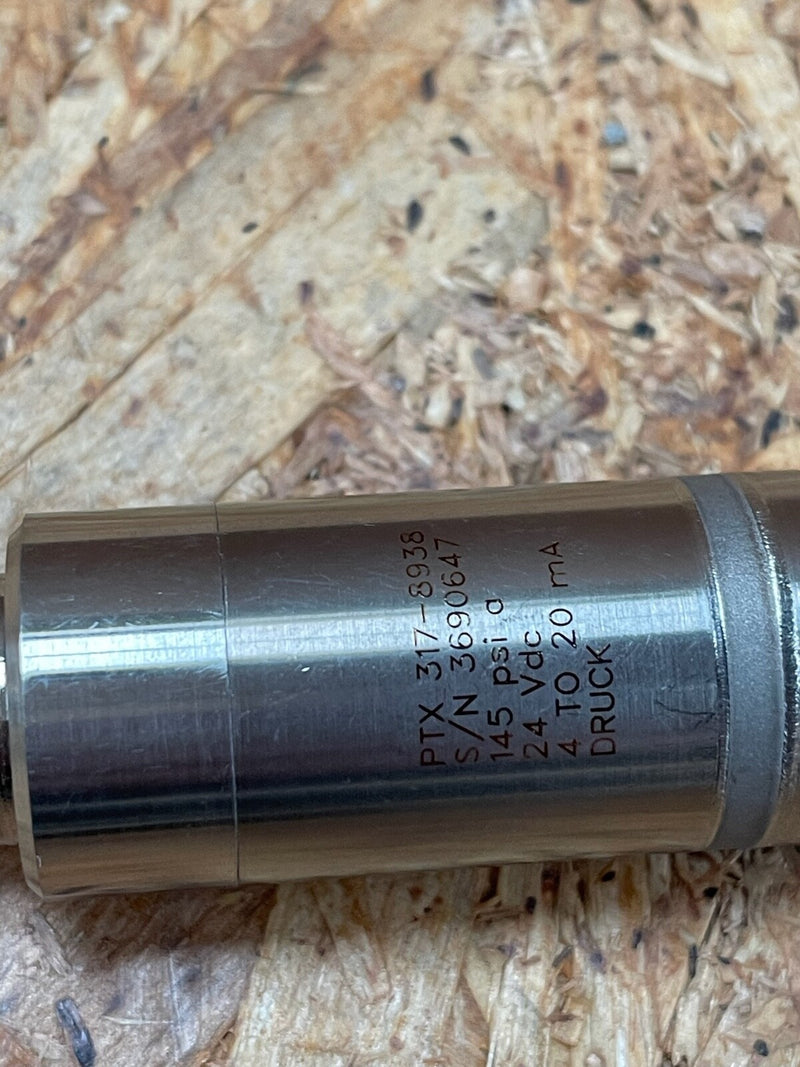 PTX 317-8938
S/N 3690647
145 psi a
24 Vdc
4 TO 20 mA
DRUCK